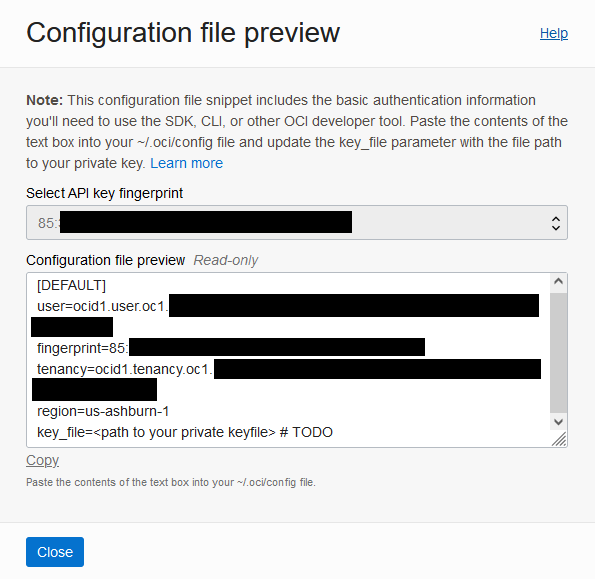 Configuration file preview
Help
Note: This configuration file snippet includes the basic authentication information
you'll need to use the SDK, CLI, or other OCI developer tool. Paste the contents of the
text box into your ~/.oci/config file and update the key_file parameter with the file path
to your private key. Learn more
Select API key fingerprint
85:
Configuration file preview Read-only
[DEFAULT]
user=ocid1.user.oc1.
fingerprint=85:
tenancy=ocid1.tenancy.oc1.
region=us-ashburn-1
key_file=<path to your private keyfile> # TODO
Copy
Paste the contents of the text box into your ~/.oci/config file.
Close